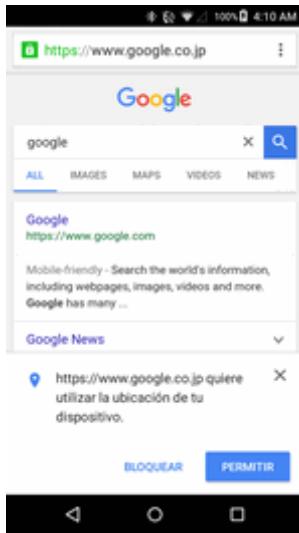 100% 4:10 AM
https://www.google.co.jp
Google
google
ALL IMAGES MAPS VIDEOS NEWS
Google
https://www.google.com
Mobile-friendly - Search the world's information,
including webpages, images, videos and more.
Google has many ...
Google News
https://www.google.co.jp quiere
utilizar la ubicación de tu
dispositivo.
BLOQUEAR PERMITIR